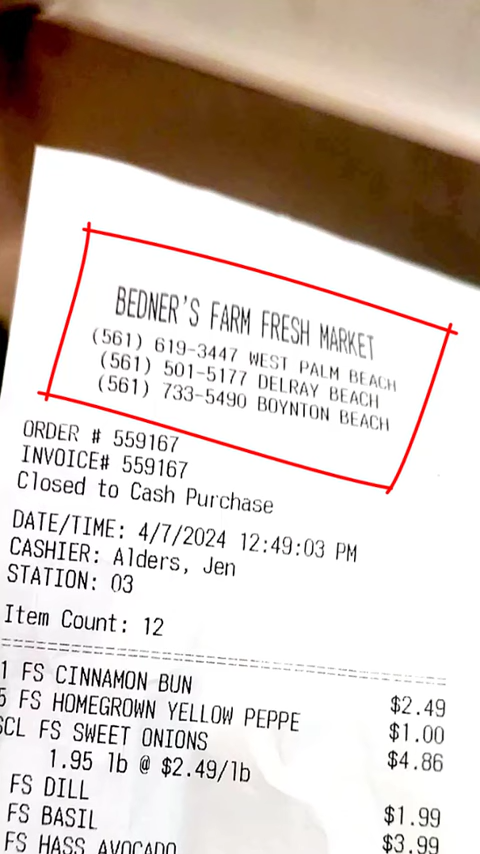 BEDNER'S FARM FRESH MARKET
(561) 619-3447 WEST PALM BEACH
(561) 501-5177 DELRAY BEACH
(561) 733-5490 BOYNTON BEACH
ORDER # 559167
INVOICE# 559167
Closed to Cash Purchase
DATE/TIME: 4/7/2024 12:49:03 PM
CASHIER: Alders, Jen
STATION: 03
Item Count: 12
1 FS CINNAMON BUN $2.49
5 FS HOMEGROWN YELLOW PEPPE $1.00
SCL FS SWEET ONIONS $4.86
1.95 lb @ $2.49/lb
FS DILL $1.99
FS BASIL $3.99
FS HASS AVOCADO